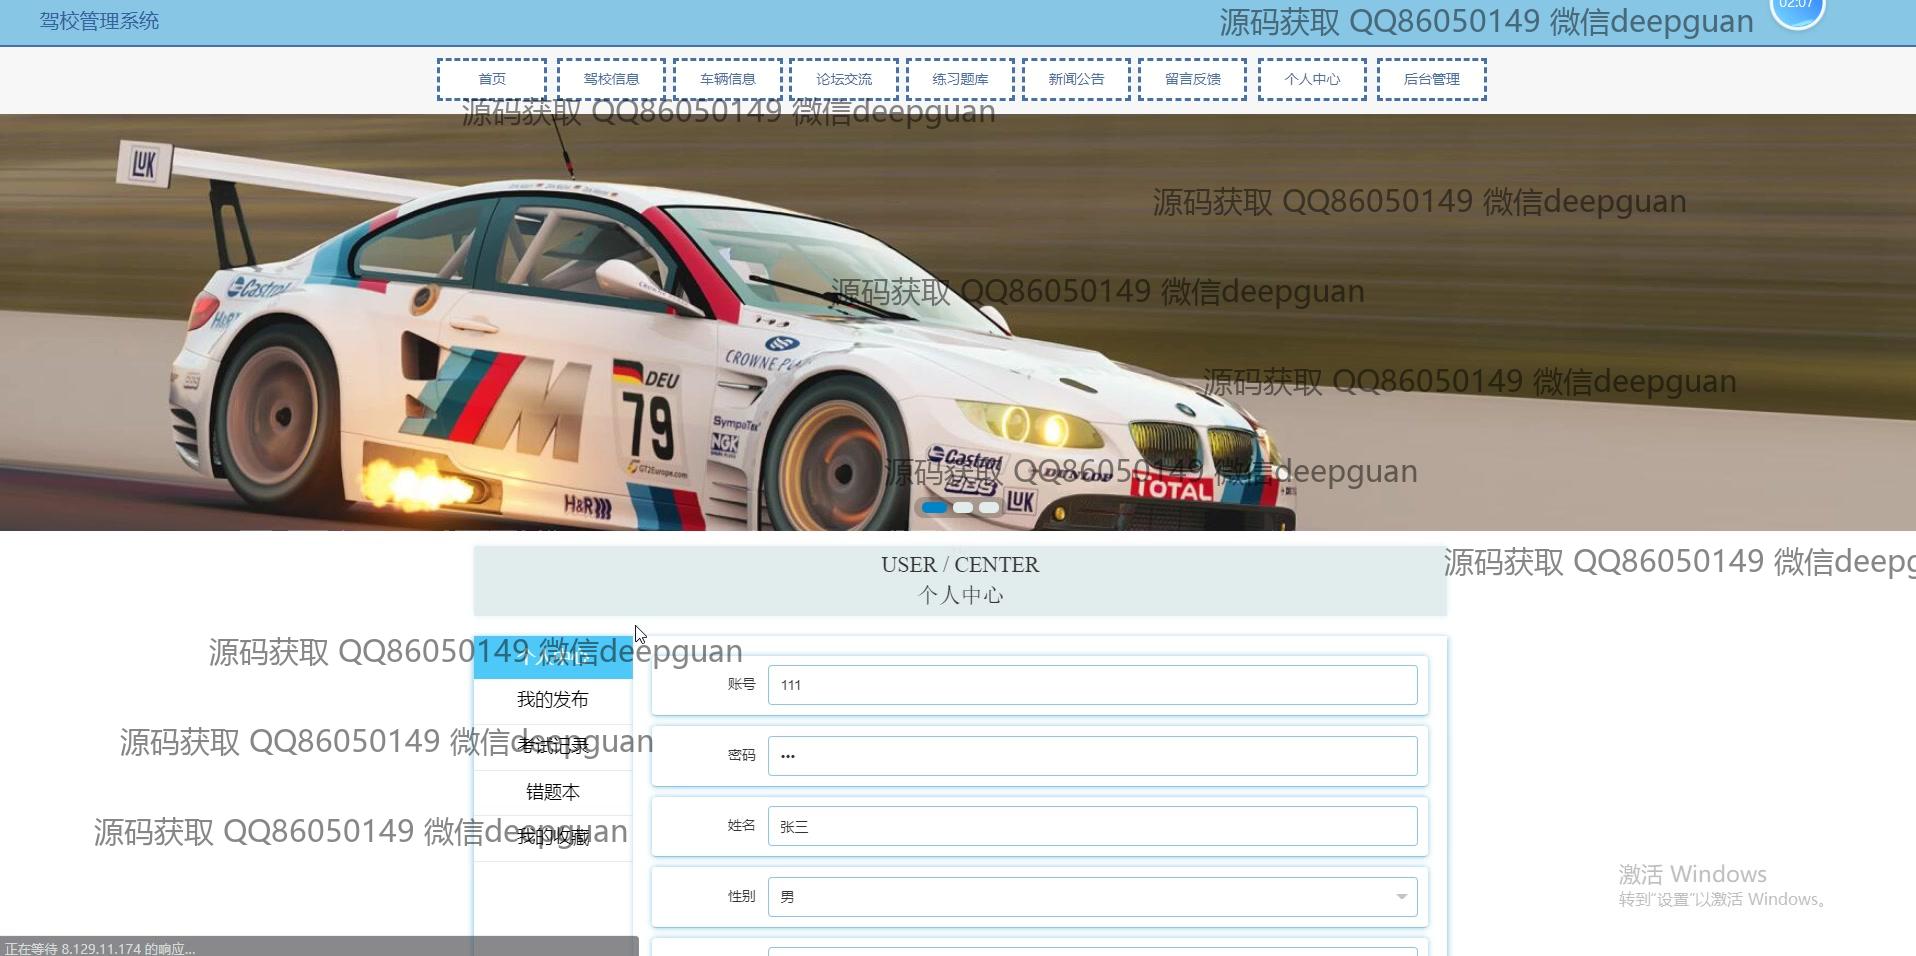 驾校管理系统
源码获取 QQ86050149 微信deepguan
02:07
首页 驾校信息 车辆信息 论坛交流 练习题库 新闻公告 留言反馈 个人中心 后台管理
源码获取 QQ86050149 微信deepguan
LUK
源码获取 QQ86050149 微信deepguan
Castrol
H&R
源码获取 QQ86050149 微信deepguan
CROWNE PL
DEU
79
GT2Europe.com
SympaTex
NGK
M
源码获取 QQ86050149 微信deepguan
Castrol
源码获取 QQ86050149 微信deepguan
DUNLOP
TOTAL
BBS
LUK
H&R
USER / CENTER
个人中心
源码获取 QQ86050149 微信deepg
源码获取 QQ86050149 微信deepguan
个人中心
账号 111
我的发布
源码获取 QQ86050149 微信deepguan
考试记录
密码 •••
错题本
姓名 张三
源码获取 QQ86050149 微信deepguan
我的收藏
性别 男
激活 Windows
转到“设置”以激活 Windows。
正在等待 8.129.11.174 的响应...